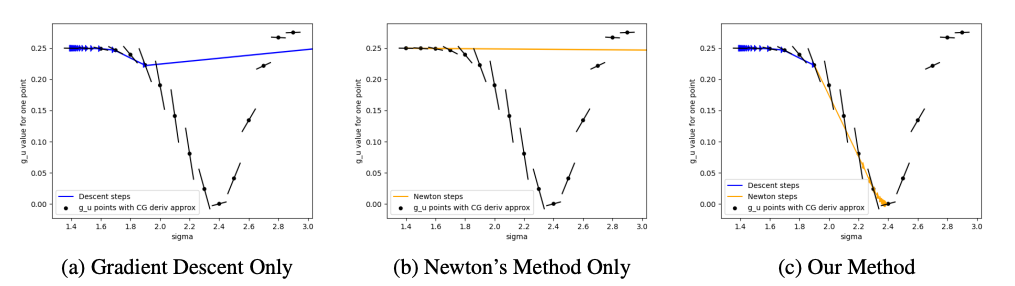 g_u value for one point
0.25
0.20
0.15
0.10
0.05
0.00
Descent steps
g_u points with CG deriv approx
1.4 1.6 1.8 2.0 2.2 2.4 2.6 2.8 3.0
sigma
(a) Gradient Descent Only
g_u value for one point
0.25
0.20
0.15
0.10
0.05
0.00
Newton steps
g_u points with CG deriv approx
1.4 1.6 1.8 2.0 2.2 2.4 2.6 2.8 3.0
sigma
(b) Newton's Method Only
g_u value for one point
0.25
0.20
0.15
0.10
0.05
0.00
Descent steps
Newton steps
g_u points with CG deriv approx
1.4 1.6 1.8 2.0 2.2 2.4 2.6 2.8 3.0
sigma
(c) Our Method